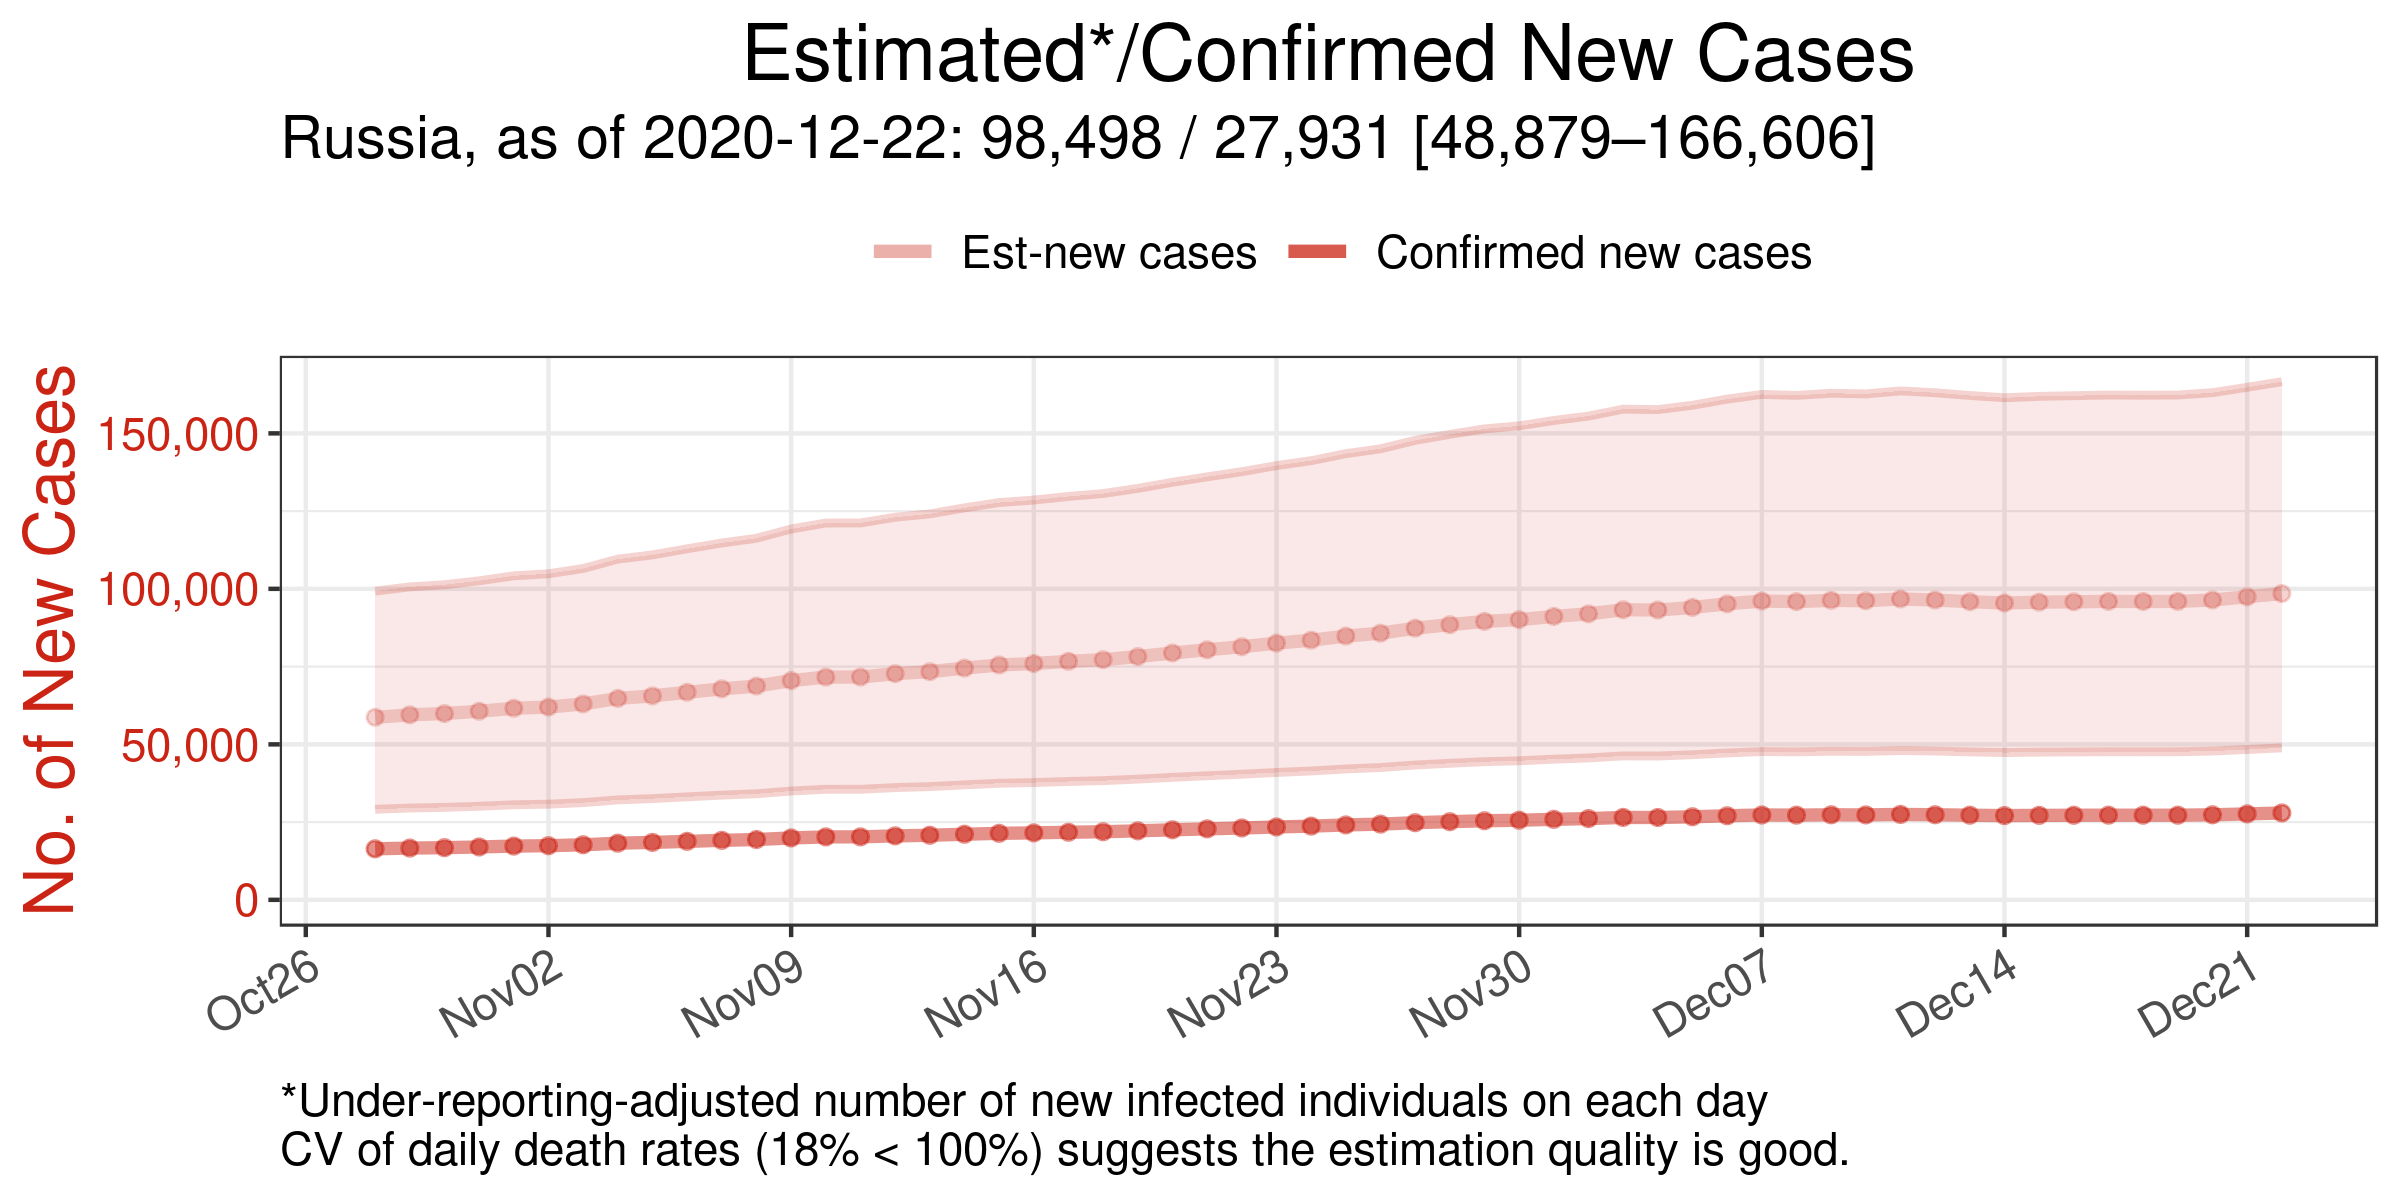 Estimated*/Confirmed New Cases
Russia, as of 2020-12-22: 98,498 / 27,931 [48,879–166,606]
Est-new cases
Confirmed new cases
No. of New Cases
150,000
100,000
50,000
0
Oct26
Nov02
Nov09
Nov16
Nov23
Nov30
Dec07
Dec14
Dec21
*Under-reporting-adjusted number of new infected individuals on each day
CV of daily death rates (18% < 100%) suggests the estimation quality is good.